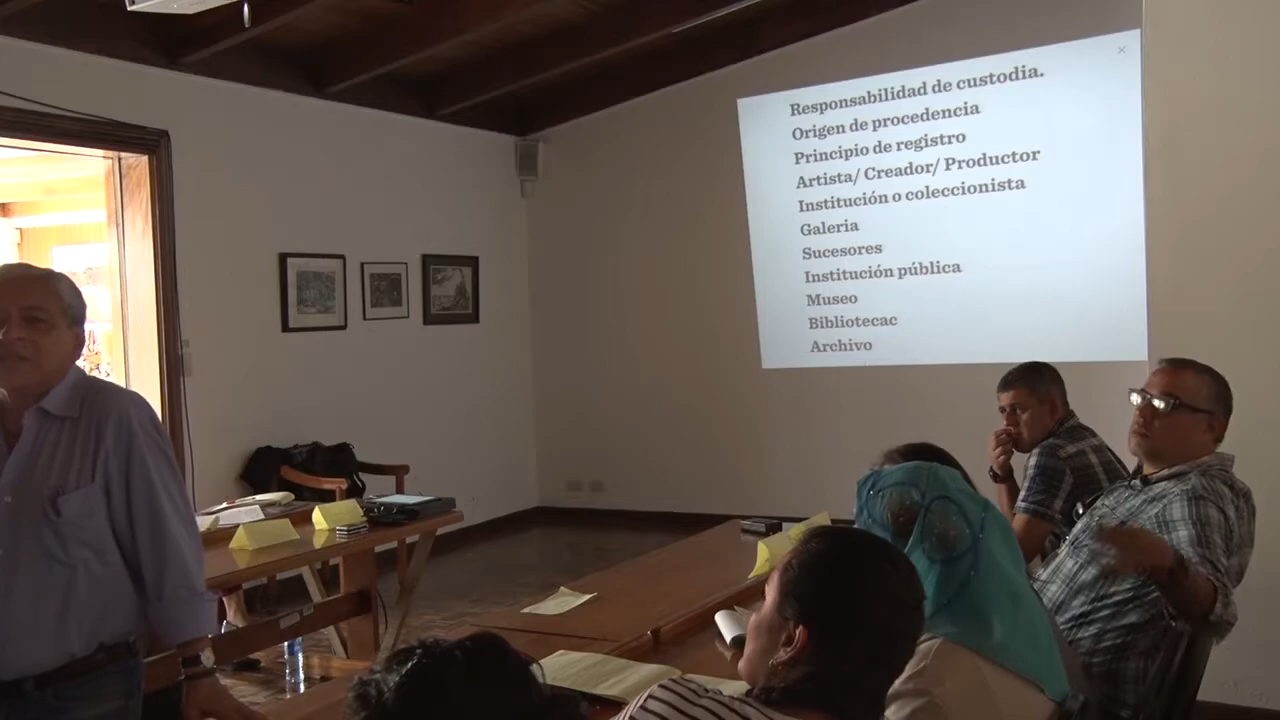 Responsabilidad de custodia.
Origen de procedencia
Principio de registro
Artista/ Creador/ Productor
Institución o coleccionista
Galeria
Sucesores
Institución pública
Museo
Bibliotecac
Archivo